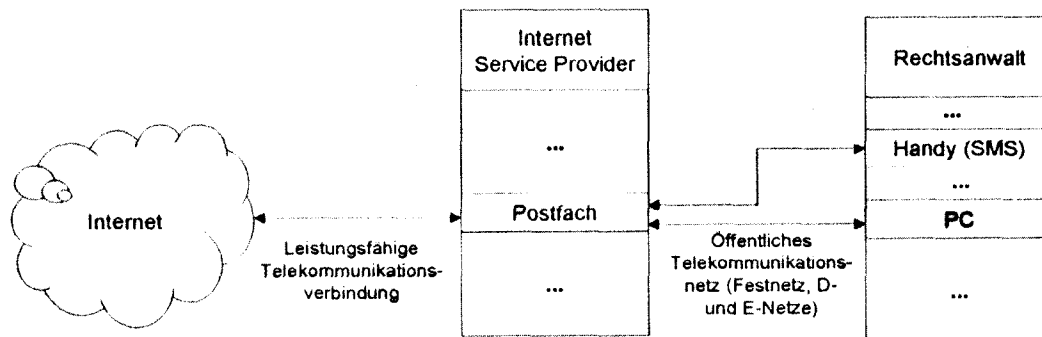 Internet
Leistungsfähige
Telekommunikations-
verbindung
Internet
Service Provider
...
Postfach
...
Öffentliches
Telekommunikations-
netz (Festnetz, D-
und E-Netze)
Rechtsanwalt
...
Handy (SMS)
...
PC
...